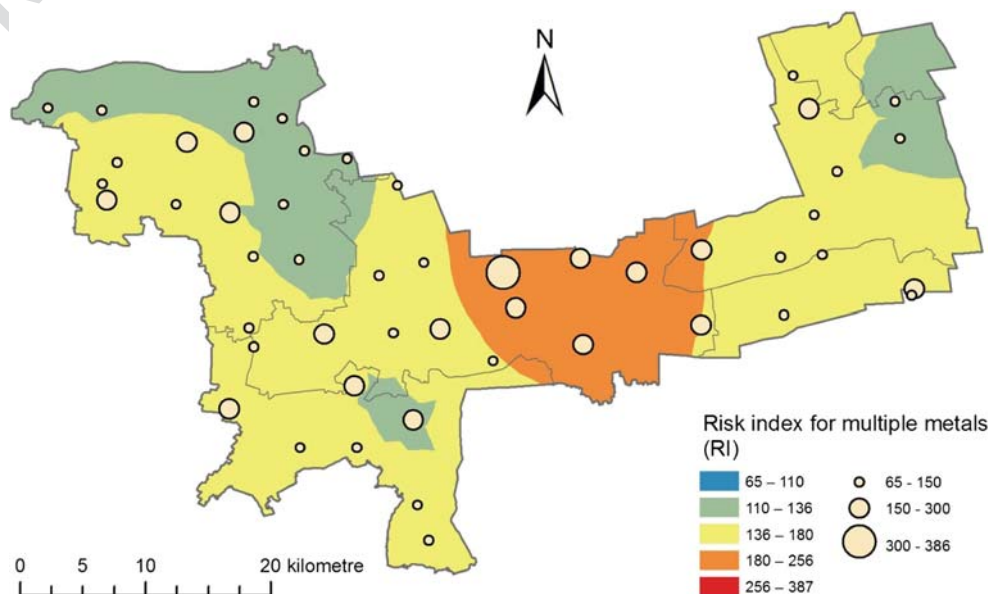 N
Risk index for multiple metals
(RI)
65 – 110
110 – 136
136 – 180
180 – 256
256 – 387
65 - 150
150 - 300
300 - 386
0 5 10 20 kilometre